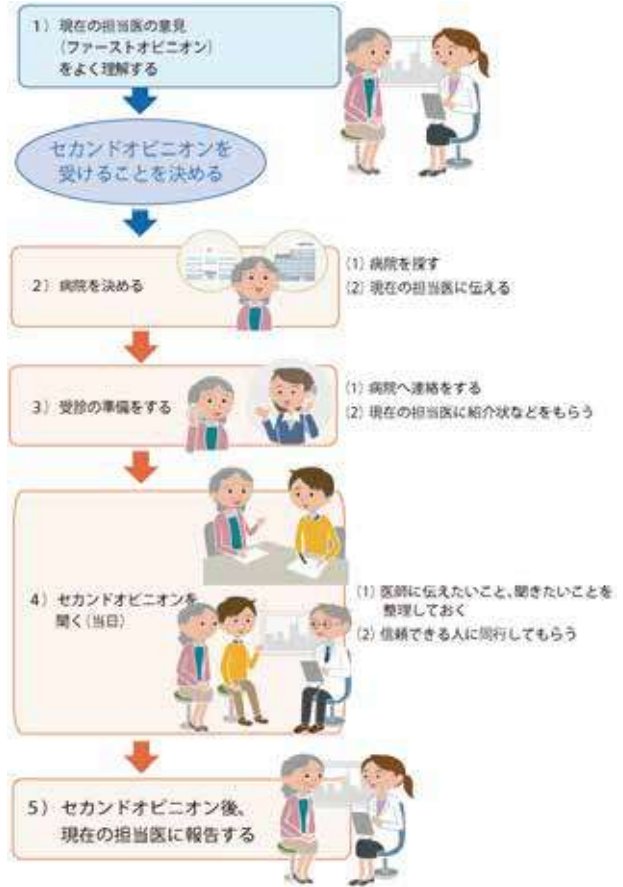 1） 現在の担当医の意見
（ファーストオピニオン）
をよく理解する
セカンドオピニオンを
受けることを決める
2） 病院を決める
(1) 病院を探す
(2) 現在の担当医に伝える
3） 受診の準備をする
(1) 病院へ連絡をする
(2) 現在の担当医に紹介状などをもらう
4） セカンドオピニオンを
聞く（当日）
(1) 医師に伝えたいこと、聞きたいことを
整理しておく
(2) 信頼できる人に同行してもらう
5） セカンドオピニオン後、
現在の担当医に報告する